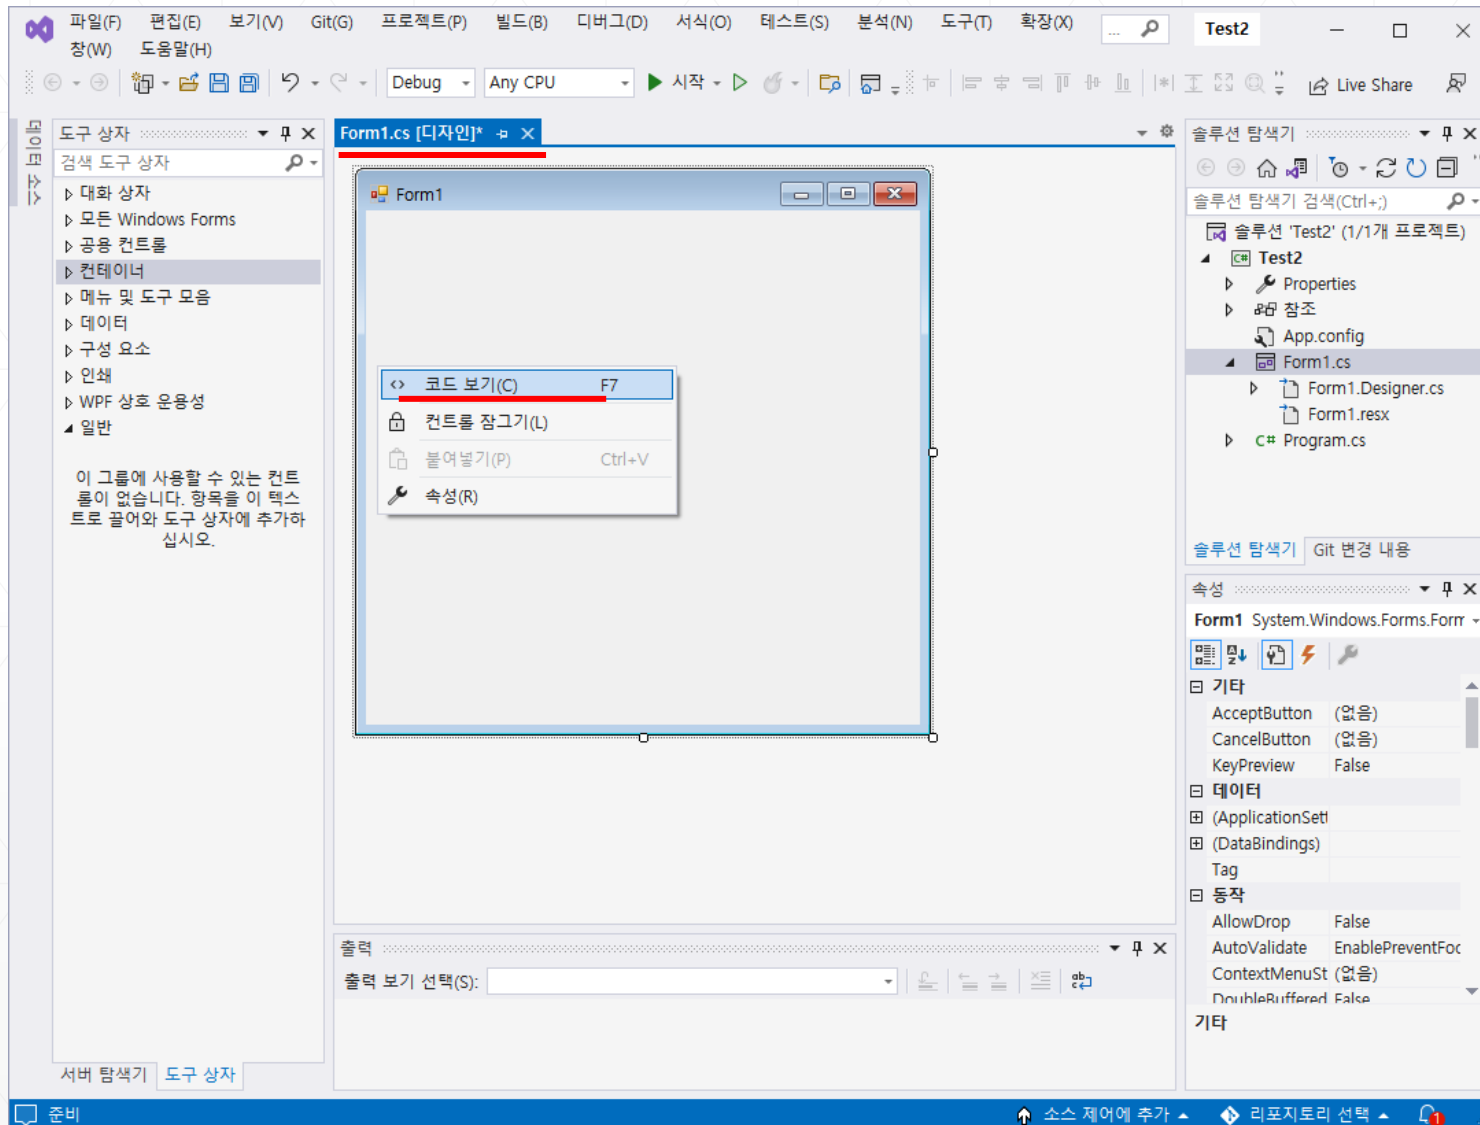 파일(F) 편집(E) 보기(V) Git(G) 프로젝트(P) 빌드(B) 디버그(D) 서식(O) 테스트(S) 분석(N) 도구(T) 확장(X) ... Test2
창(W) 도움말(H)
Debug Any CPU 시작 Live Share
데이터 소스
도구 상자
검색 도구 상자
대화 상자
모든 Windows Forms
공용 컨트롤
컨테이너
메뉴 및 도구 모음
데이터
구성 요소
인쇄
WPF 상호 운용성
일반
이 그룹에 사용할 수 있는 컨트
롤이 없습니다. 항목을 이 텍스
트로 끌어와 도구 상자에 추가하
십시오.
서버 탐색기 도구 상자
Form1.cs [디자인]*
Form1
코드 보기(C) F7
컨트롤 잠그기(L)
붙여넣기(P) Ctrl+V
속성(R)
출력
출력 보기 선택(S):
솔루션 탐색기
솔루션 탐색기 검색(Ctrl+;)
솔루션 'Test2' (1/1개 프로젝트)
C# Test2
Properties
참조
App.config
Form1.cs
Form1.Designer.cs
Form1.resx
C# Program.cs
솔루션 탐색기 Git 변경 내용
속성
Form1 System.Windows.Forms.Form
기타
AcceptButton (없음)
CancelButton (없음)
KeyPreview False
데이터
(ApplicationSett
(DataBindings)
Tag
동작
AllowDrop False
AutoValidate EnablePreventFoc
ContextMenuSt (없음)
DoubleBuffered False
기타
준비 소스 제어에 추가 리포지토리 선택 1